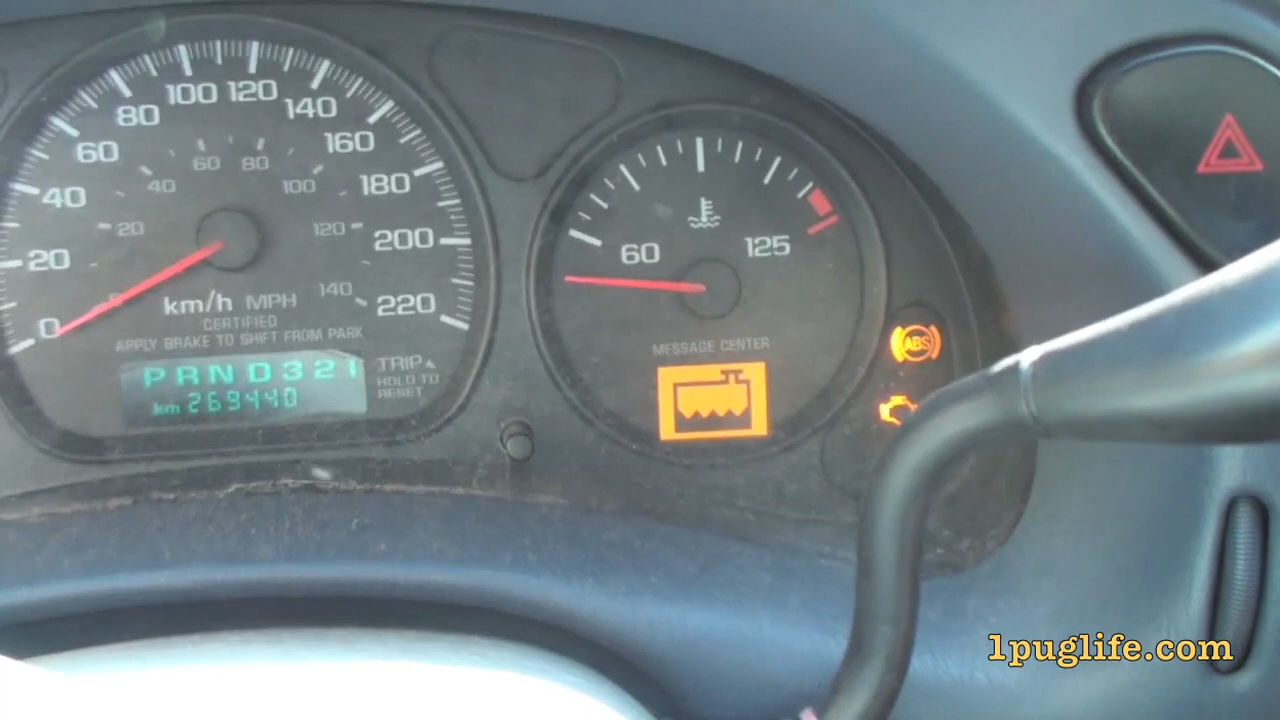 0 20 40 60 80 100 120 140 160 180 200 220
20 40 60 80 100 120 140
km/h MPH
CERTIFIED
APPLY BRAKE TO SHIFT FROM PARK
PRND321
km 269440
TRIP
HOLD TO
RESET
60 125
MESSAGE CENTER
ABS
1puglife.com